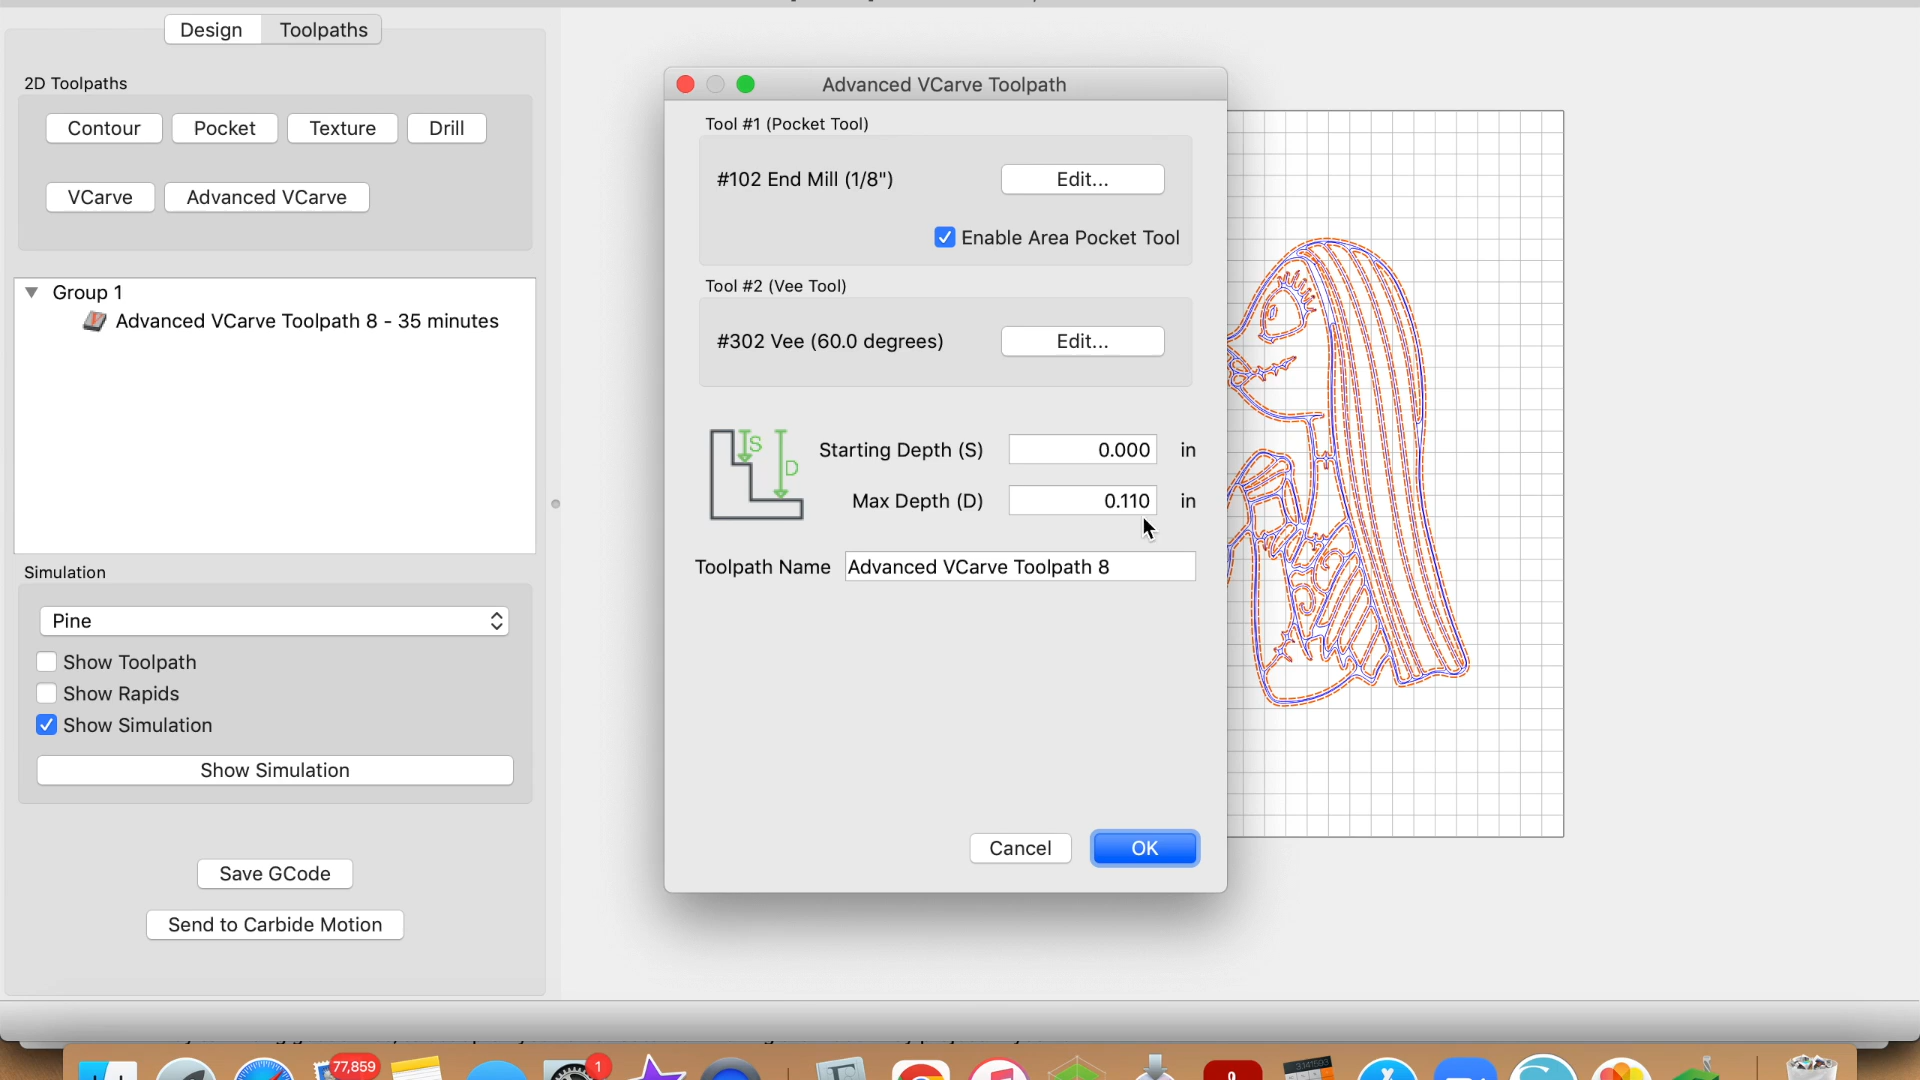 Design Toolpaths
2D Toolpaths
Contour Pocket Texture Drill
VCarve Advanced VCarve
Group 1
Advanced VCarve Toolpath 8 - 35 minutes
Simulation
Pine
Show Toolpath
Show Rapids
Show Simulation
Show Simulation
Save GCode
Send to Carbide Motion
Advanced VCarve Toolpath
Tool #1 (Pocket Tool)
#102 End Mill (1/8") Edit...
Enable Area Pocket Tool
Tool #2 (Vee Tool)
#302 Vee (60.0 degrees) Edit...
S
D
Starting Depth (S) 0.000 in
Max Depth (D) 0.110 in
Toolpath Name Advanced VCarve Toolpath 8
Cancel OK
77,859
1